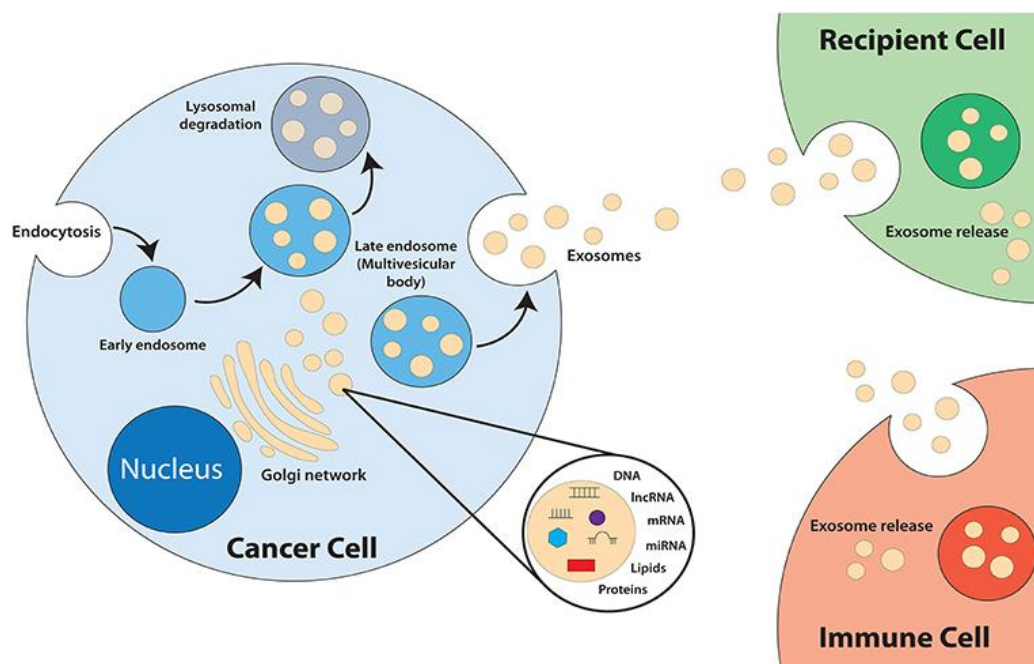 Recipient Cell
Lysosomal
degradation
Endocytosis
Late endosome
(Multivesicular
body)
Exosomes
Exosome release
Early endosome
Nucleus
Golgi network
DNA
lncRNA
mRNA
miRNA
Lipids
Proteins
Cancer Cell
Exosome release
Immune Cell